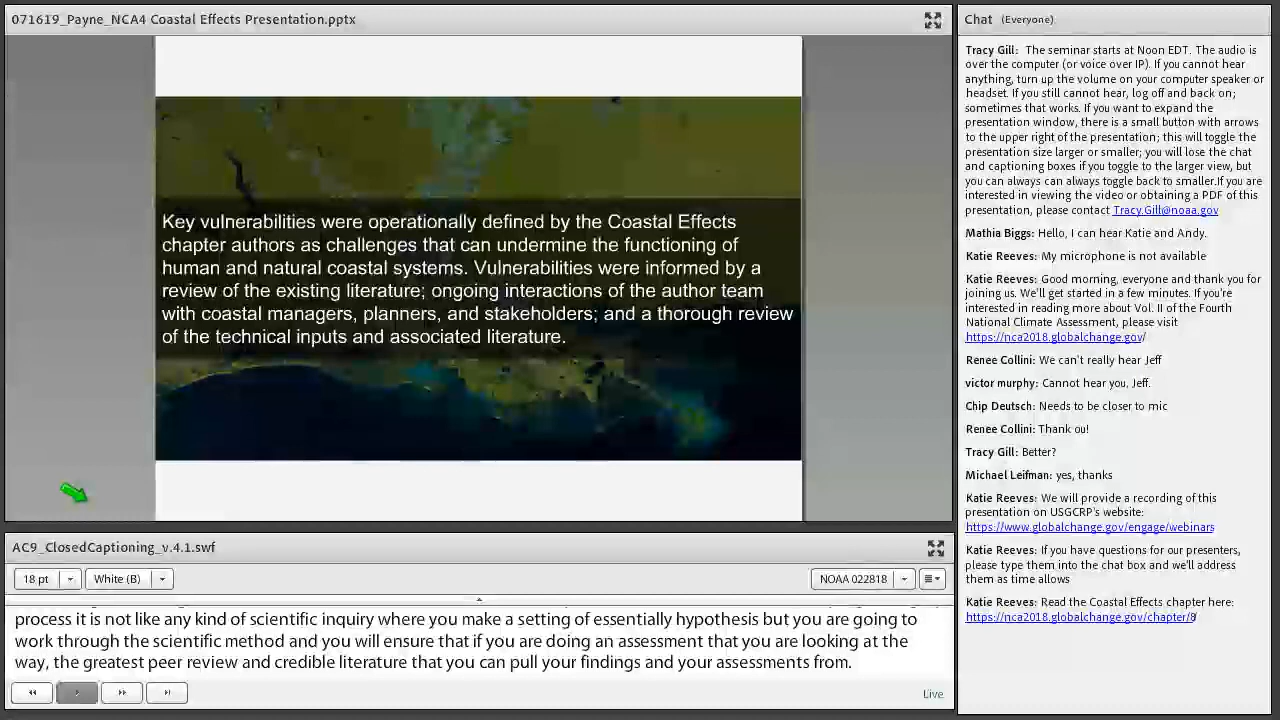 071619_Payne_NCA4 Coastal Effects Presentation.pptx
Key vulnerabilities were operationally defined by the Coastal Effects
chapter authors as challenges that can undermine the functioning of
human and natural coastal systems. Vulnerabilities were informed by a
review of the existing literature; ongoing interactions of the author team
with coastal managers, planners, and stakeholders; and a thorough review
of the technical inputs and associated literature.
AC9_ClosedCaptioning_v.4.1.swf
18 pt
White (B)
NOAA 022818
process it is not like any kind of scientific inquiry where you make a setting of essentially hypothesis but you are going to
work through the scientific method and you will ensure that if you are doing an assessment that you are looking at the
way, the greatest peer review and credible literature that you can pull your findings and your assessments from.
Live
Chat (Everyone)
Tracy Gill: The seminar starts at Noon EDT. The audio is
over the computer (or voice over IP). If you cannot hear
anything, turn up the volume on your computer speaker or
headset. If you still cannot hear, log off and back on;
sometimes that works. If you want to expand the
presentation window, there is a small button with arrows
to the upper right of the presentation; this will toggle the
presentation size larger or smaller; you will lose the chat
and captioning boxes if you toggle to the larger view, but
you can always can always toggle back to smaller.If you are
interested in viewing the video or obtaining a PDF of this
presentation, please contact Tracy.Gill@noaa.gov
Mathia Biggs: Hello, I can hear Katie and Andy.
Katie Reeves: My microphone is not available
Katie Reeves: Good morning, everyone and thank you for
joining us. We'll get started in a few minutes. If you're
interested in reading more about Vol. II of the Fourth
National Climate Assessment, please visit
https://nca2018.globalchange.gov/
Renee Collini: We can't really hear Jeff
victor murphy: Cannot hear you, Jeff.
Chip Deutsch: Needs to be closer to mic
Renee Collini: Thank ou!
Tracy Gill: Better?
Michael Leifman: yes, thanks
Katie Reeves: We will provide a recording of this
presentation on USGCRP's website:
https://www.globalchange.gov/engage/webinars
Katie Reeves: If you have questions for our presenters,
please type them into the chat box and we'll address
them as time allows
Katie Reeves: Read the Coastal Effects chapter here:
https://nca2018.globalchange.gov/chapter/8/